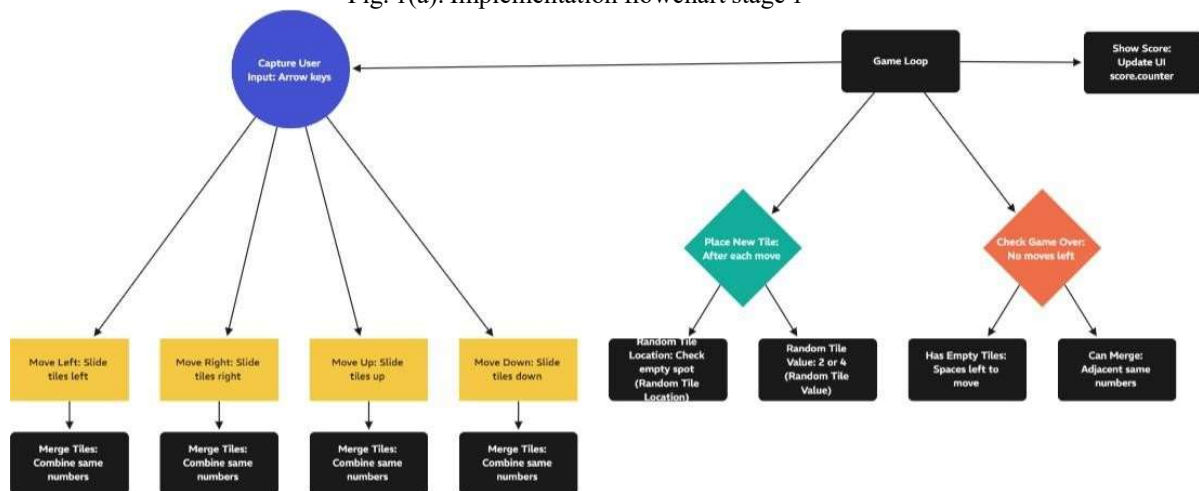 Fig. 1(a). Implementation flowchart stage 1
Capture User
Input: Arrow keys
Game Loop
Show Score:
Update UI
score.counter
Place New Tile:
After each move
Check Game Over:
No moves left
Move Left: Slide
tiles left
Move Right: Slide
tiles right
Move Up: Slide
tiles up
Move Down: Slide
tiles down
Random Tile
Location: Check
empty spot
(Random Tile
Location)
Random Tile
Value: 2 or 4
(Random Tile
Value)
Has Empty Tiles:
Spaces left to
move
Can Merge:
Adjacent same
numbers
Merge Tiles:
Combine same
numbers
Merge Tiles:
Combine same
numbers
Merge Tiles:
Combine same
numbers
Merge Tiles:
Combine same
numbers